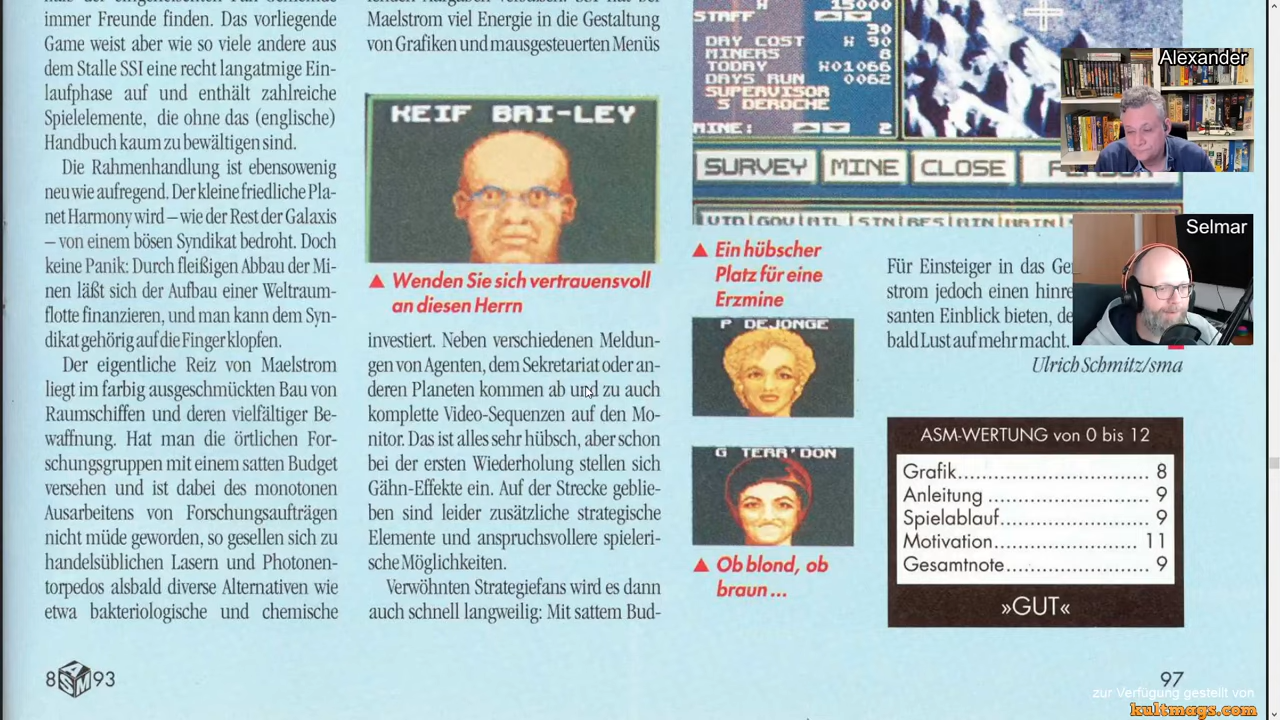 immer Freunde finden. Das vorliegende
Game weist aber wie so viele andere aus
dem Stalle SSI eine recht langatmige Ein-
laufphase auf und enthält zahlreiche
Spielelemente, die ohne das (englische)
Handbuch kaum zu bewältigen sind.
Die Rahmenhandlung ist ebensowenig
neu wie aufregend. Der kleine friedliche Pla-
net Harmony wird – wie der Rest der Galaxis
– von einem bösen Syndikat bedroht. Doch
keine Panik: Durch fleißigen Abbau der Mi-
nen läßt sich der Aufbau einer Weltraum-
flotte finanzieren, und man kann dem Syn-
dikat gehörig auf die Finger klopfen.
Der eigentliche Reiz von Maelstrom
liegt im farbig ausgeschmückten Bau von
Raumschiffen und deren vielfältiger Be-
waffnung. Hat man die örtlichen For-
schungsgruppen mit einem satten Budget
versehen und ist dabei des monotonen
Ausarbeitens von Forschungsaufträgen
nicht müde geworden, so gesellen sich zu
handelsüblichen Lasern und Photonen-
torpedos alsbald diverse Alternativen wie
etwa bakteriologische und chemische
Maelstrom viel Energie in die Gestaltung
von Grafiken und mausgesteuerten Menüs
KEIF BAI-LEY
▲ Wenden Sie sich vertrauensvoll
an diesen Herrn
investiert. Neben verschiedenen Meldun-
gen von Agenten, dem Sekretariat oder an-
deren Planeten kommen ab und zu auch
komplette Video-Sequenzen auf den Mo-
nitor. Das ist alles sehr hübsch, aber schon
bei der ersten Wiederholung stellen sich
Gähn-Effekte ein. Auf der Strecke geblie-
ben sind leider zusätzliche strategische
Elemente und anspruchsvollere spieleri-
sche Möglichkeiten.
Verwöhnten Strategiefans wird es dann
auch schnell langweilig: Mit sattem Bud-
15000
STAFF
30
DAY COST 90
MINERS 8
TODAY 01066
DAYS RUN 0062
SUPERVISOR
S DEROCHE
MINE: 2
SURVEY MINE CLOSE
▲ Ein hübscher
Platz für eine
Erzmine
P DEJONGE
G TERR'DON
▲ Ob blond, ob
braun ...
Alexander
Selmar
Für Einsteiger in das
strom jedoch einen
santen Einblick bieten,
bald Lust auf mehr macht.
Ulrich Schmitz/sma
ASM-WERTUNG von 0 bis 12
Grafik 8
Anleitung 9
Spielablauf 9
Motivation 11
Gesamtnote 9
»GUT«
8 ASM 93
97
zur Verfügung gestellt von
kultmags.com